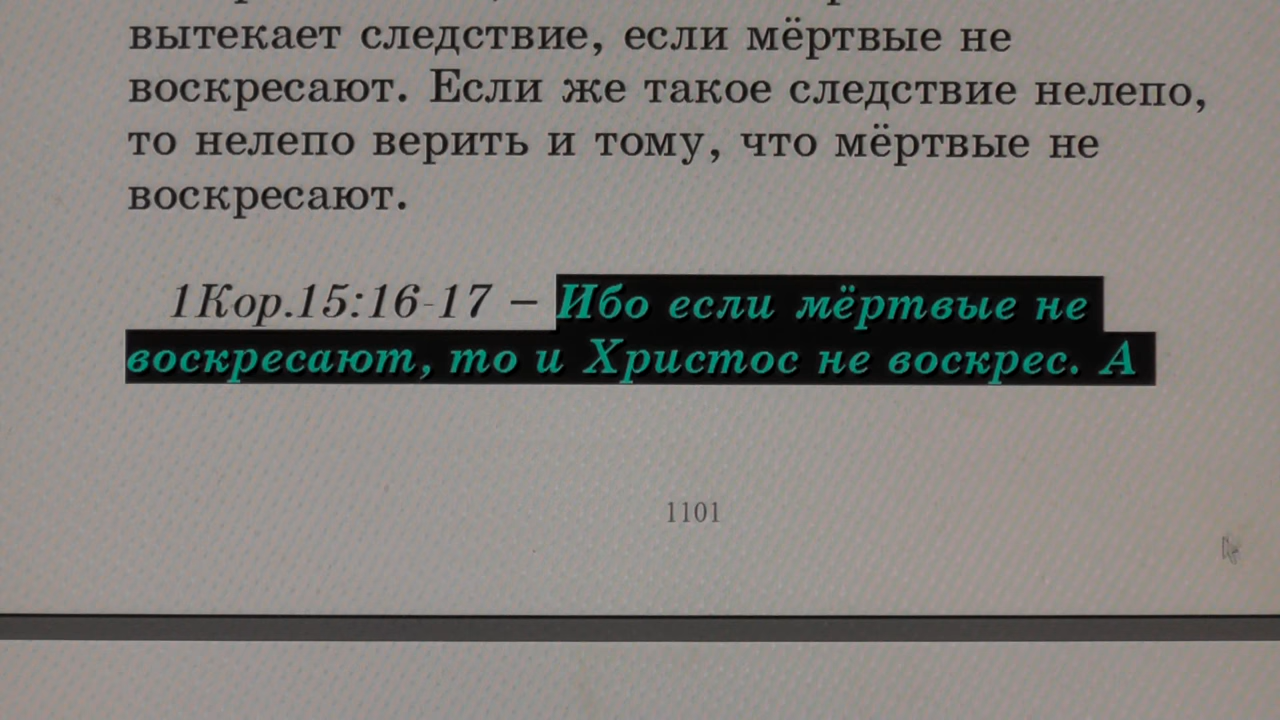 вытекает следствие, если мёртвые не
воскресают. Если же такое следствие нелепо,
то нелепо верить и тому, что мёртвые не
воскресают.
1Кор.15:16-17 – Ибо если мёртвые не
воскресают, то и Христос не воскрес. А
1101